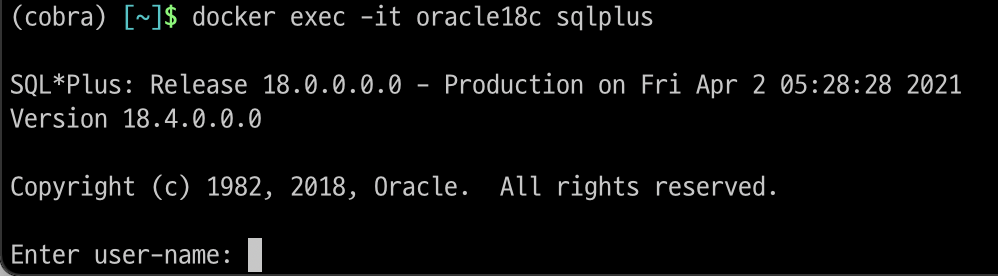 (cobra) [~]$ docker exec -it oracle18c sqlplus
SQL*Plus: Release 18.0.0.0.0 - Production on Fri Apr 2 05:28:28 2021
Version 18.4.0.0.0
Copyright (c) 1982, 2018, Oracle.  All rights reserved.
Enter user-name: